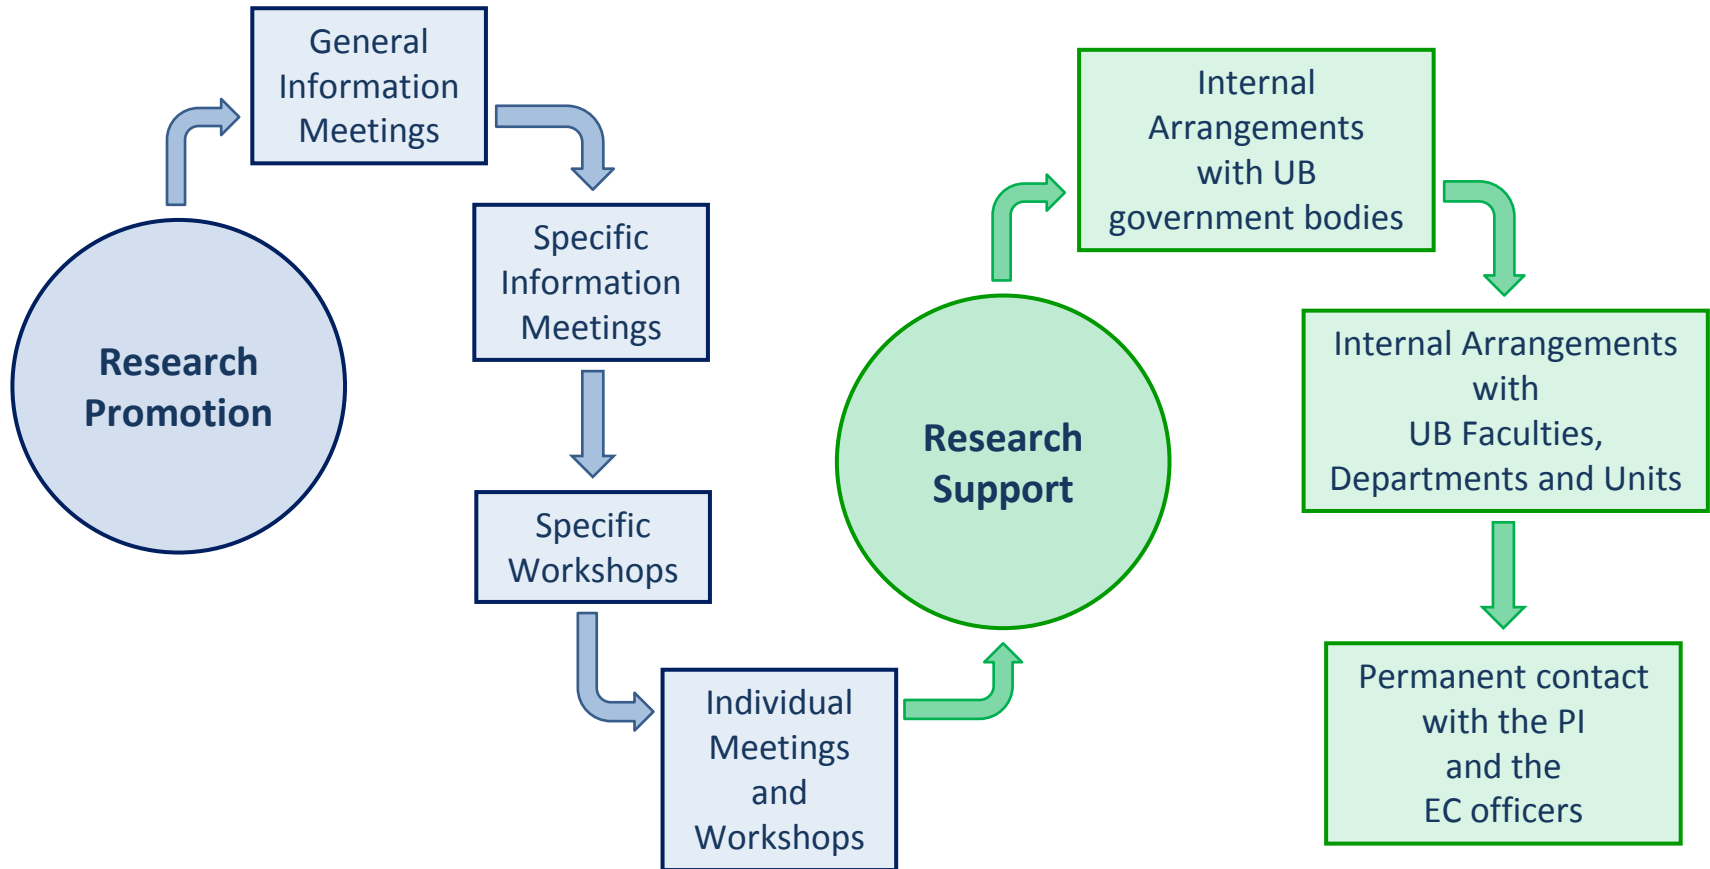 General
Information
Meetings
Specific
Information
Meetings
Research
Promotion
Specific
Workshops
Individual
Meetings
and
Workshops
Research
Support
Internal
Arrangements
with UB
government bodies
Internal Arrangements
with
UB Faculties,
Departments and Units
Permanent contact
with the PI
and the
EC officers